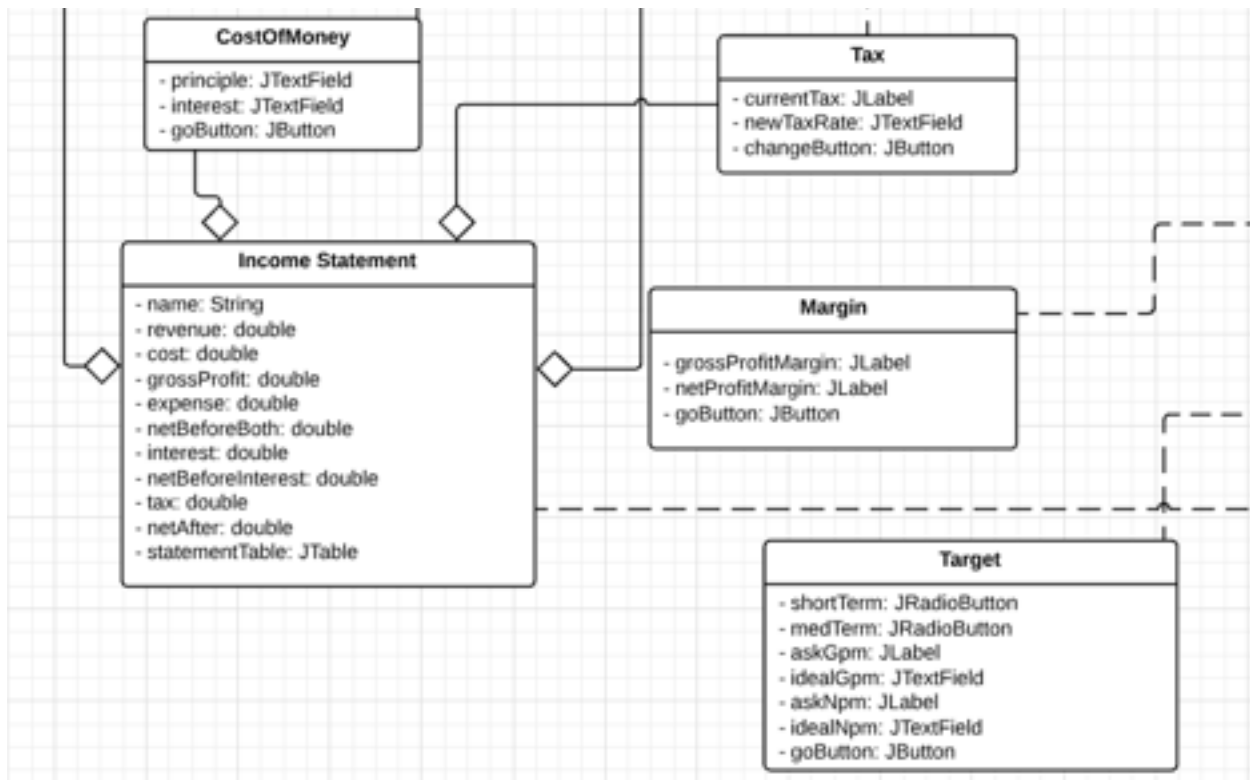 CostOfMoney
- principle: JTextField
- interest: JTextField
- goButton: JButton
Tax
- currentTax: JLabel
- newTaxRate: JTextField
- changeButton: JButton
Income Statement
- name: String
- revenue: double
- cost: double
- grossProfit: double
- expense: double
- netBeforeBoth: double
- interest: double
- netBeforeInterest: double
- tax: double
- netAfter: double
- statementTable: JTable
Margin
- grossProfitMargin: JLabel
- netProfitMargin: JLabel
- goButton: JButton
Target
- shortTerm: JRadioButton
- medTerm: JRadioButton
- askGpm: JLabel
- idealGpm: JTextField
- askNpm: JLabel
- idealNpm: JTextField
- goButton: JButton